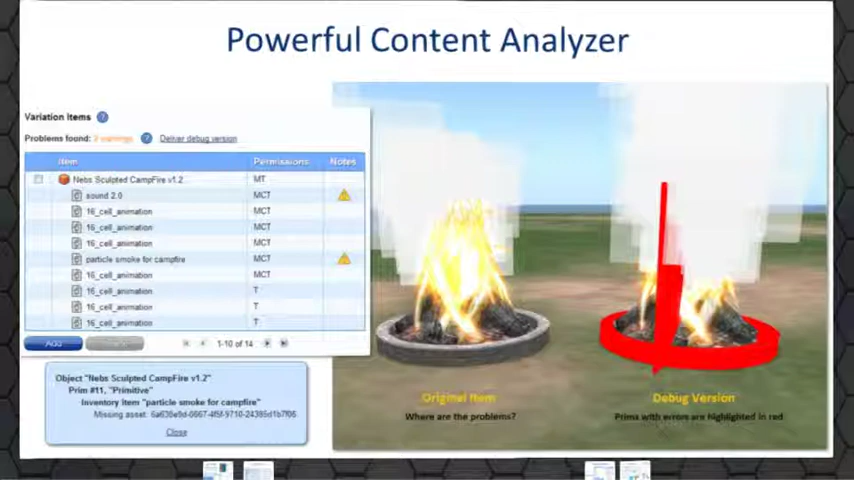 Powerful Content Analyzer
Variation Items
Problems found: 2 warnings Deliver debug version
Item Permissions Notes
Nebs Sculpted CampFire v1.2 MT
sound 2.0 MCT
16_cell_animation MCT
16_cell_animation MCT
16_cell_animation MCT
particle smoke for campfire MCT
16_cell_animation MCT
16_cell_animation T
16_cell_animation T
16_cell_animation T
Add 1-10 of 14
Object "Nebs Sculpted CampFire v1.2"
Prim #11, "Primitive"
Inventory item "particle smoke for campfire"
Missing asset:
Close
Original Item
Where are the problems?
Debug Version
Prims with errors are highlighted in red